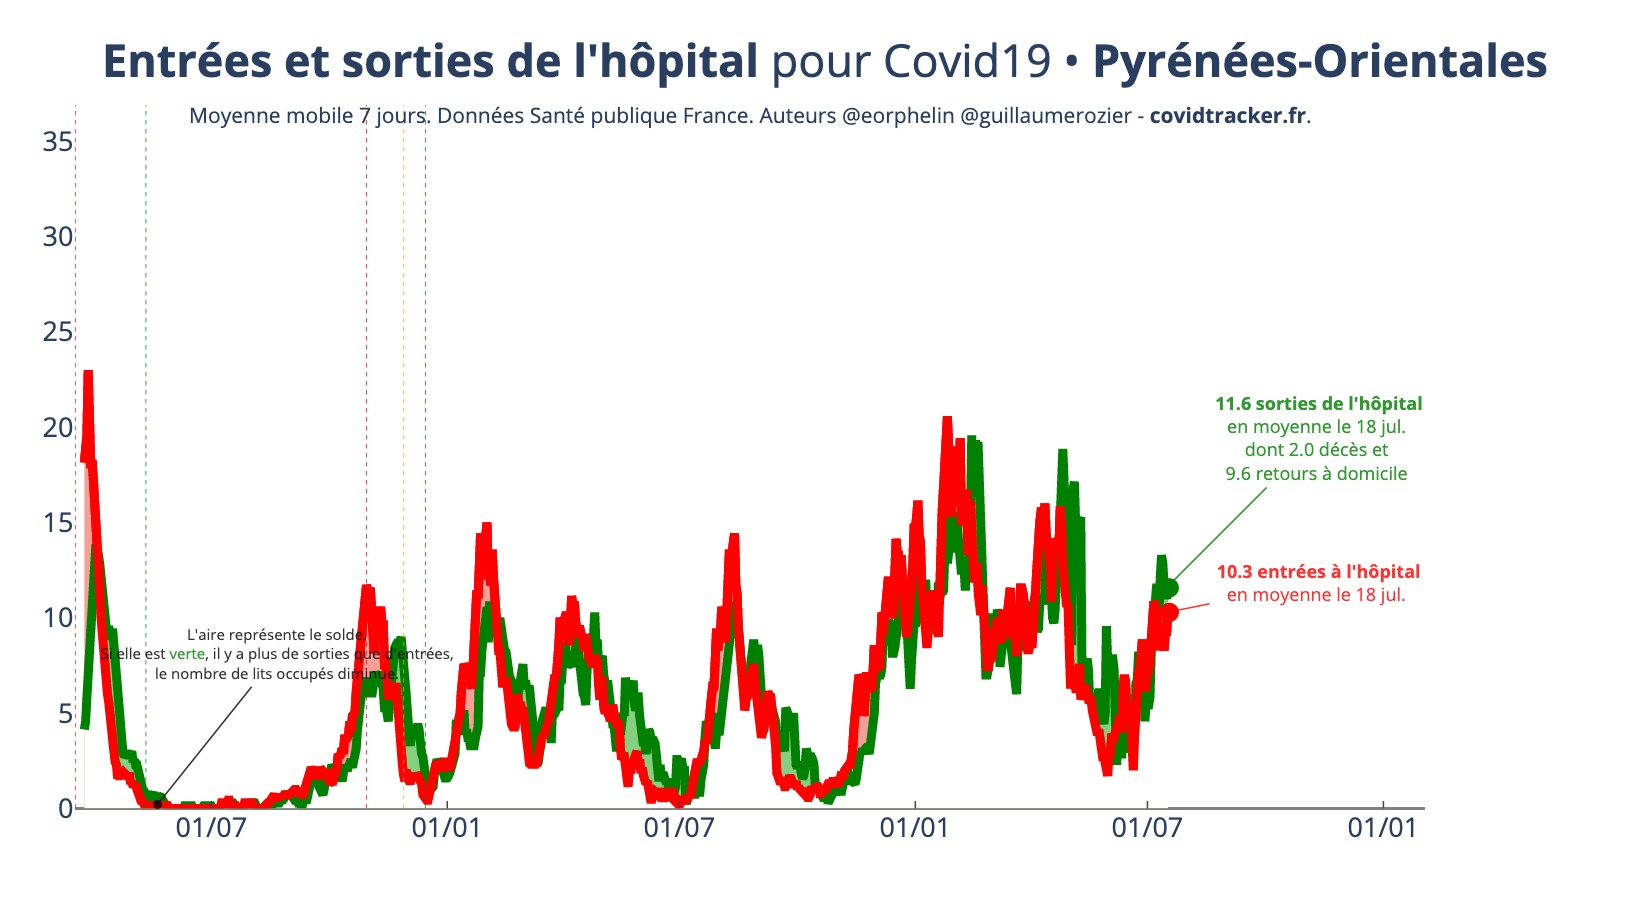 Entrées et sorties de l'hôpital pour Covid19 • Pyrénées-Orientales
Moyenne mobile 7 jours. Données Santé publique France. Auteurs @eorphelin @guillaumerozier - covidtracker.fr.
35
30
25
20
15
10
5
0
11.6 sorties de l'hôpital
en moyenne le 18 jul.
dont 2.0 décès et
9.6 retours à domicile
10.3 entrées à l'hôpital
en moyenne le 18 jul.
L'aire représente le solde.
Si elle est verte, il y a plus de sorties que d'entrées,
le nombre de lits occupés diminue.
01/07
01/01
01/07
01/01
01/07
01/01